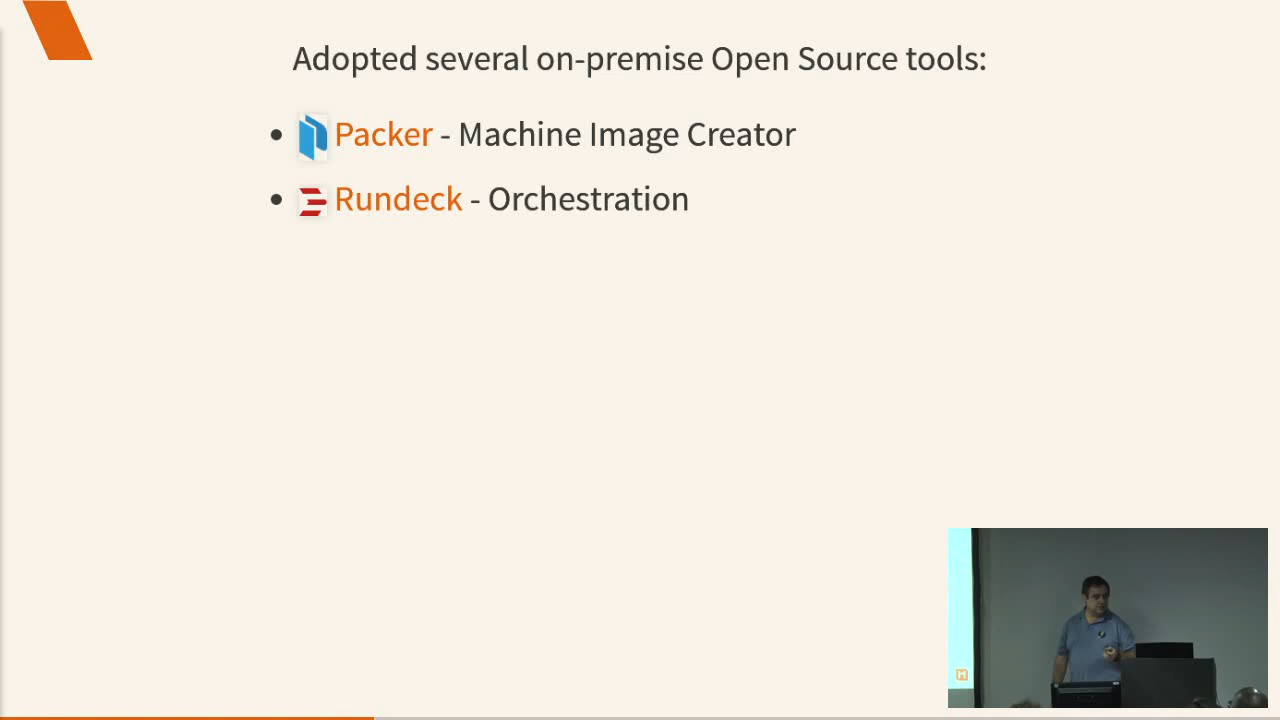 Adopted several on-premise Open Source tools:
Packer - Machine Image Creator
Rundeck - Orchestration